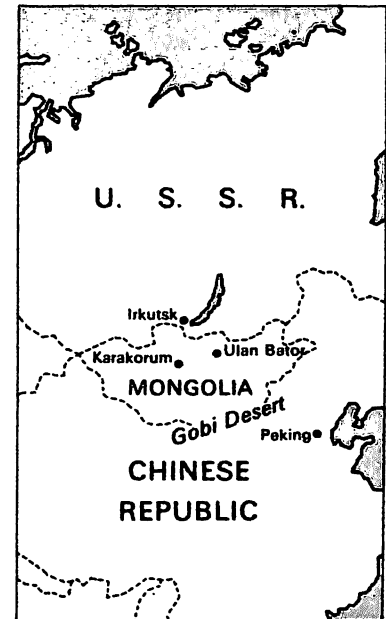 U. S. S. R.
Irkutsk
Karakorum
Ulan Bator
MONGOLIA
Gobi Desert
Peking
CHINESE
REPUBLIC